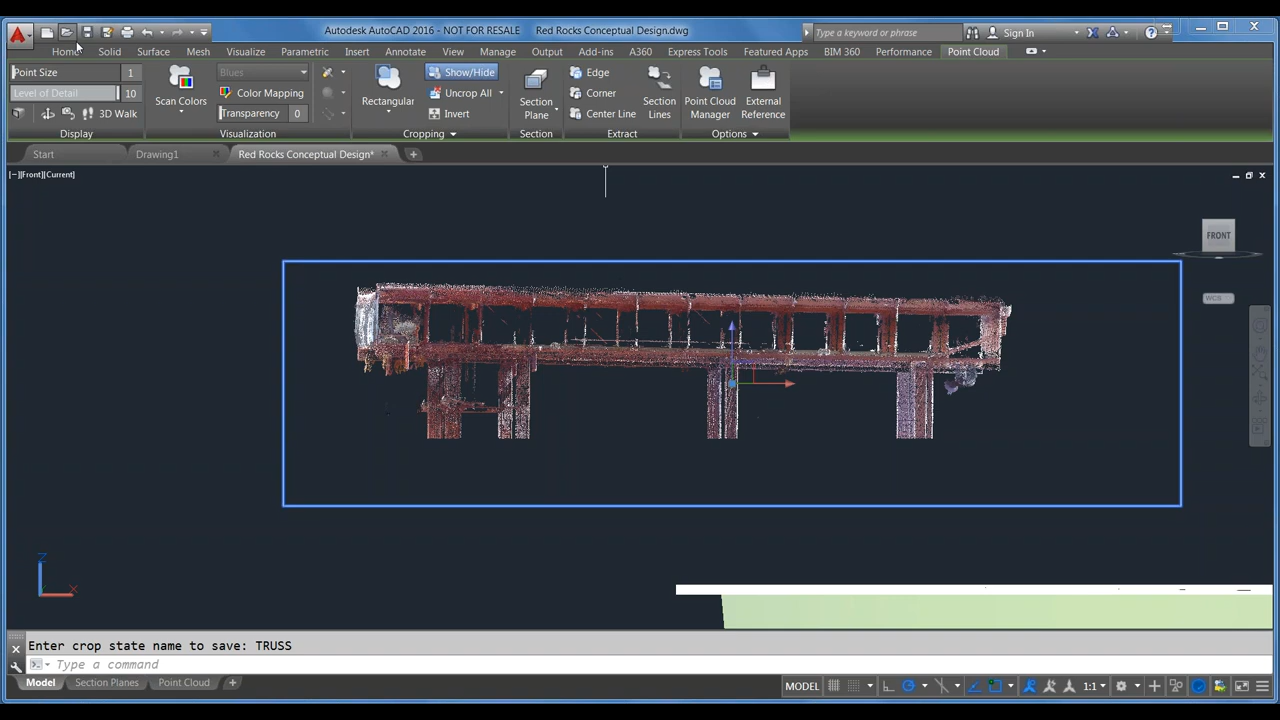 Autodesk AutoCAD 2016 - NOT FOR RESALE Red Rocks Conceptual Design.dwg
Type a keyword or phrase
Sign In
Home Solid Surface Mesh Visualize Parametric Insert Annotate View Manage Output Add-ins A360 Express Tools Featured Apps BIM 360 Performance Point Cloud
Point Size 1
Level of Detail 10
3D Walk
Display
Scan Colors
Blues
Color Mapping
Transparency 0
Visualization
Rectangular
Show/Hide
Uncrop All
Invert
Cropping
Section Plane
Section
Edge
Corner
Center Line
Section Lines
Extract
Point Cloud Manager
External Reference
Options
Start Drawing1 Red Rocks Conceptual Design*
[–][Front][Current]
FRONT
WCS
Z
X
Enter crop state name to save: TRUSS
Type a command
Model Section Planes Point Cloud
MODEL
1:1